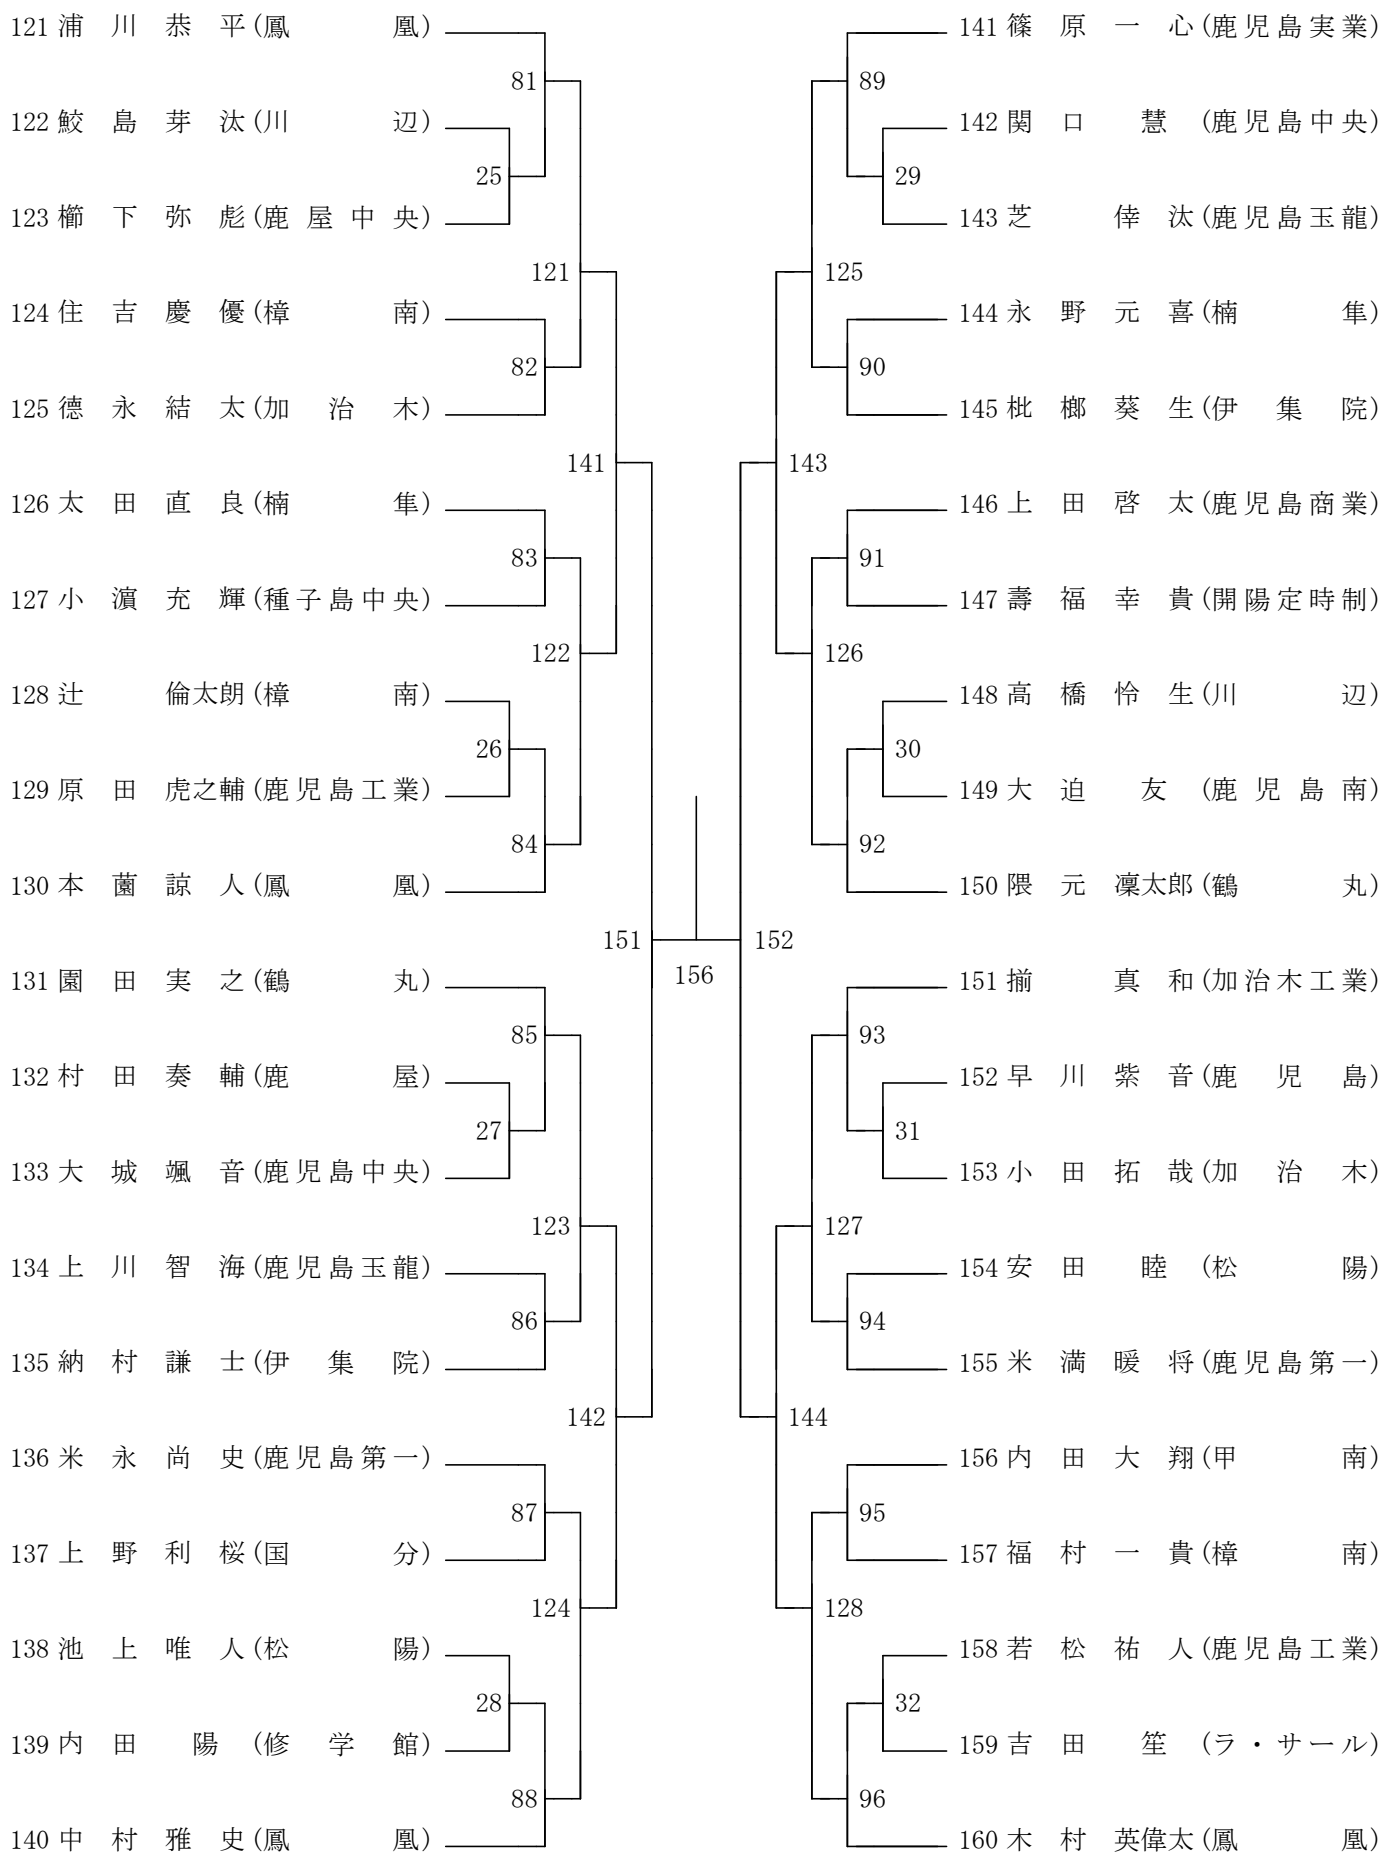 121 浦川恭平(鳳凰)
81
122 鮫島芽汰(川辺)
25
123 櫛下弥彪(鹿屋中央)
121
124 住吉慶優(樟南)
82
125 德永結太(加治木)
141
126 太田直良(楠隼)
83
127 小濵充輝(種子島中央)
122
128 辻倫太朗(樟南)
26
129 原田虎之輔(鹿児島工業)
84
130 本薗諒人(鳳凰)
151
131 園田実之(鶴丸)
85
132 村田奏輔(鹿屋)
27
133 大城颯音(鹿児島中央)
123
134 上川智海(鹿児島玉龍)
86
135 納村謙士(伊集院)
142
136 米永尚史(鹿児島第一)
87
137 上野利桜(国分)
124
138 池上唯人(松陽)
28
139 内田陽(修学館)
88
140 中村雅史(鳳凰)
156
141 篠原一心(鹿児島実業)
89
142 関口慧(鹿児島中央)
29
143 芝倖汰(鹿児島玉龍)
125
144 永野元喜(楠隼)
90
145 枇榔葵生(伊集院)
143
146 上田啓太(鹿児島商業)
91
147 壽福幸貴(開陽定時制)
126
148 高橋怜生(川辺)
30
149 大迫友(鹿児島南)
92
150 隈元凜太郎(鶴丸)
152
151 揃真和(加治木工業)
93
152 早川紫音(鹿児島)
31
153 小田拓哉(加治木)
127
154 安田睦(松陽)
94
155 米満暖将(鹿児島第一)
144
156 内田大翔(甲南)
95
157 福村一貴(樟南)
128
158 若松祐人(鹿児島工業)
32
159 吉田笙(ラ・サール)
96
160 木村英偉太(鳳凰)